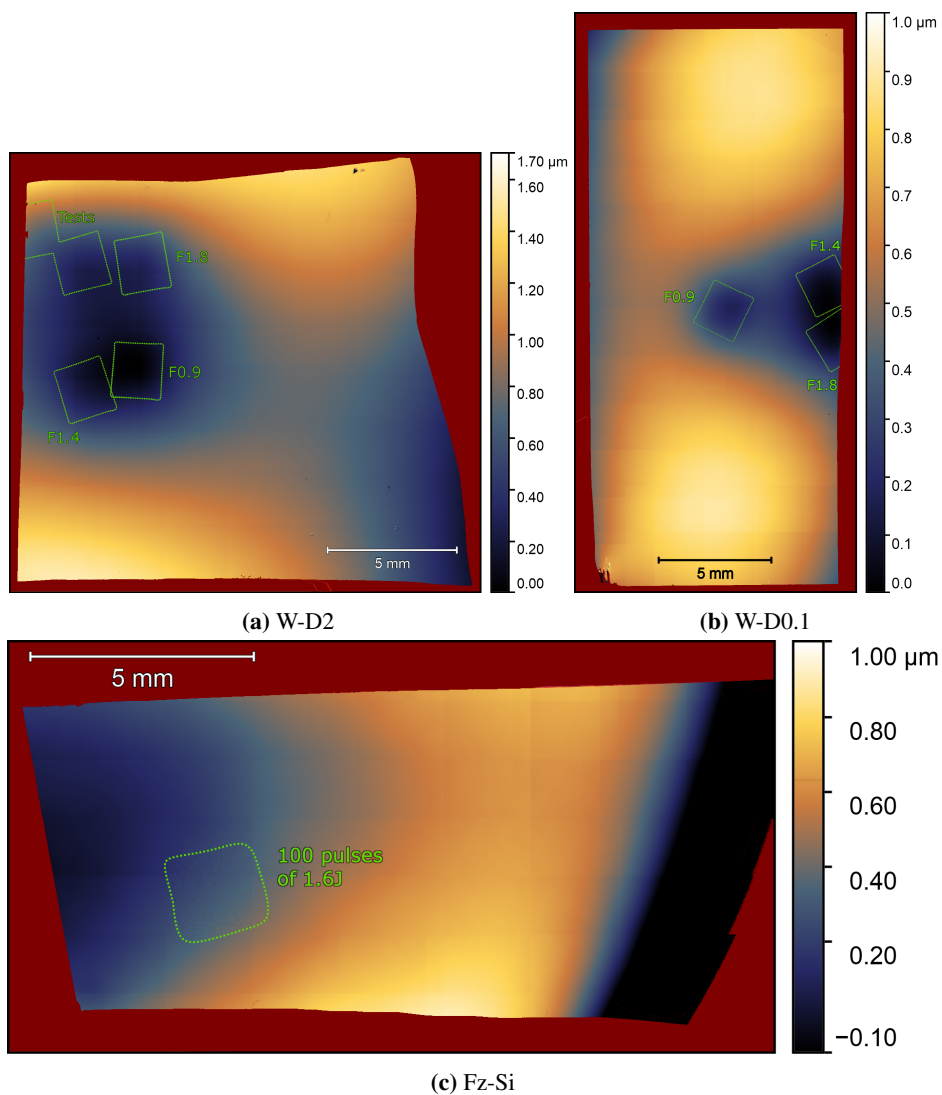 1.70 µm
1.60
1.40
1.20
1.00
0.80
0.60
0.40
0.20
0.00
Tests
F1.8
F0.9
F1.4
5 mm
(a) W-D2
1.0 µm
0.9
0.8
0.7
0.6
0.5
0.4
0.3
0.2
0.1
0.0
F1.4
F0.9
F1.8
5 mm
(b) W-D0.1
5 mm
100 pulses
of 1.6J
1.00 µm
0.80
0.60
0.40
0.20
−0.10
(c) Fz-Si